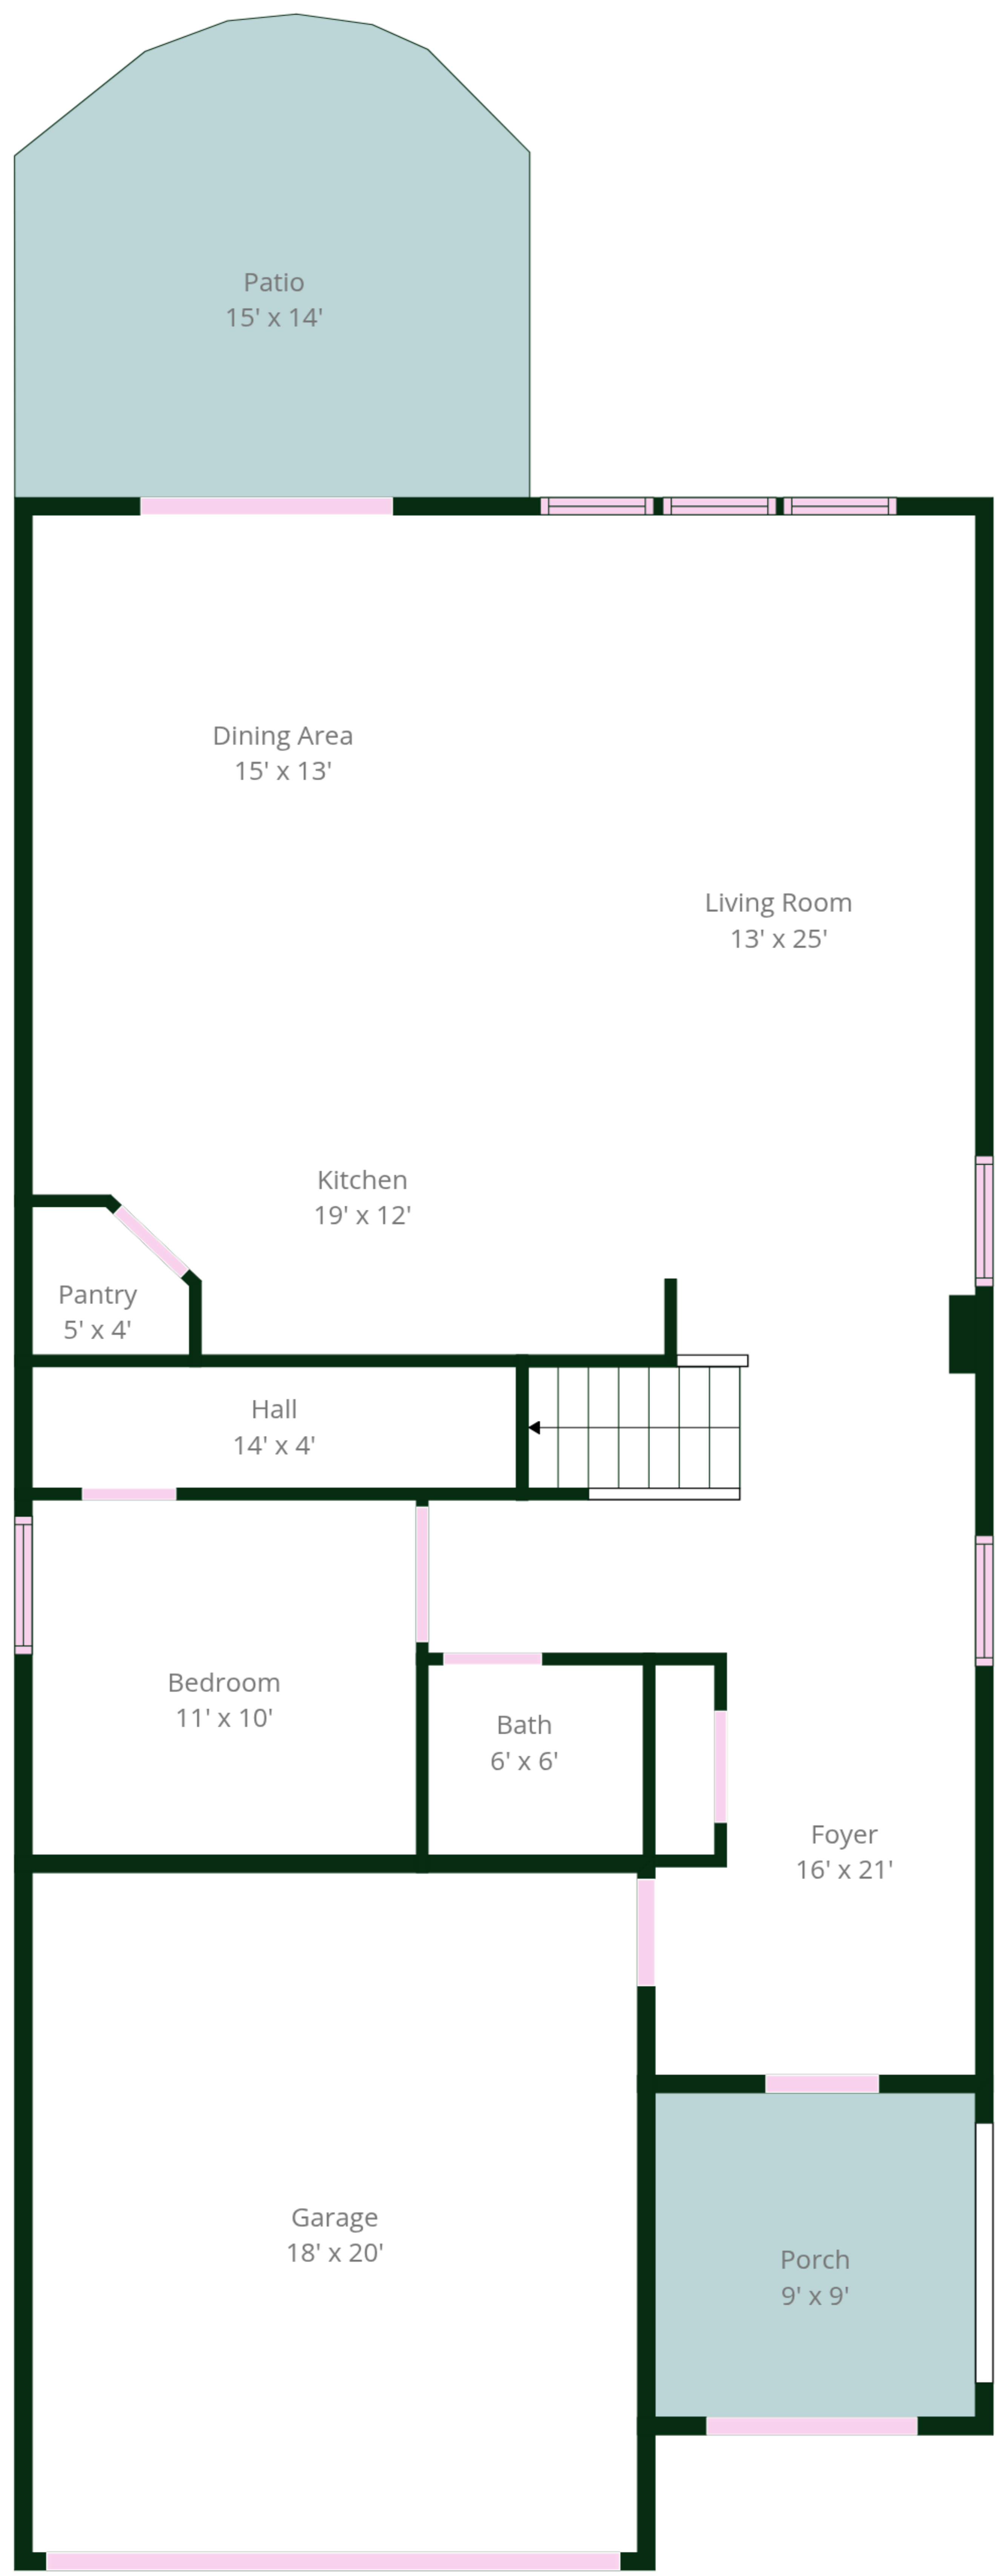 Patio
15' x 14'
Dining Area
15' x 13'
Living Room
13' x 25'
Kitchen
19' x 12'
Pantry
5' x 4'
Hall
14' x 4'
Bedroom
11' x 10'
Bath
6' x 6'
Foyer
16' x 21'
Garage
18' x 20'
Porch
9' x 9'